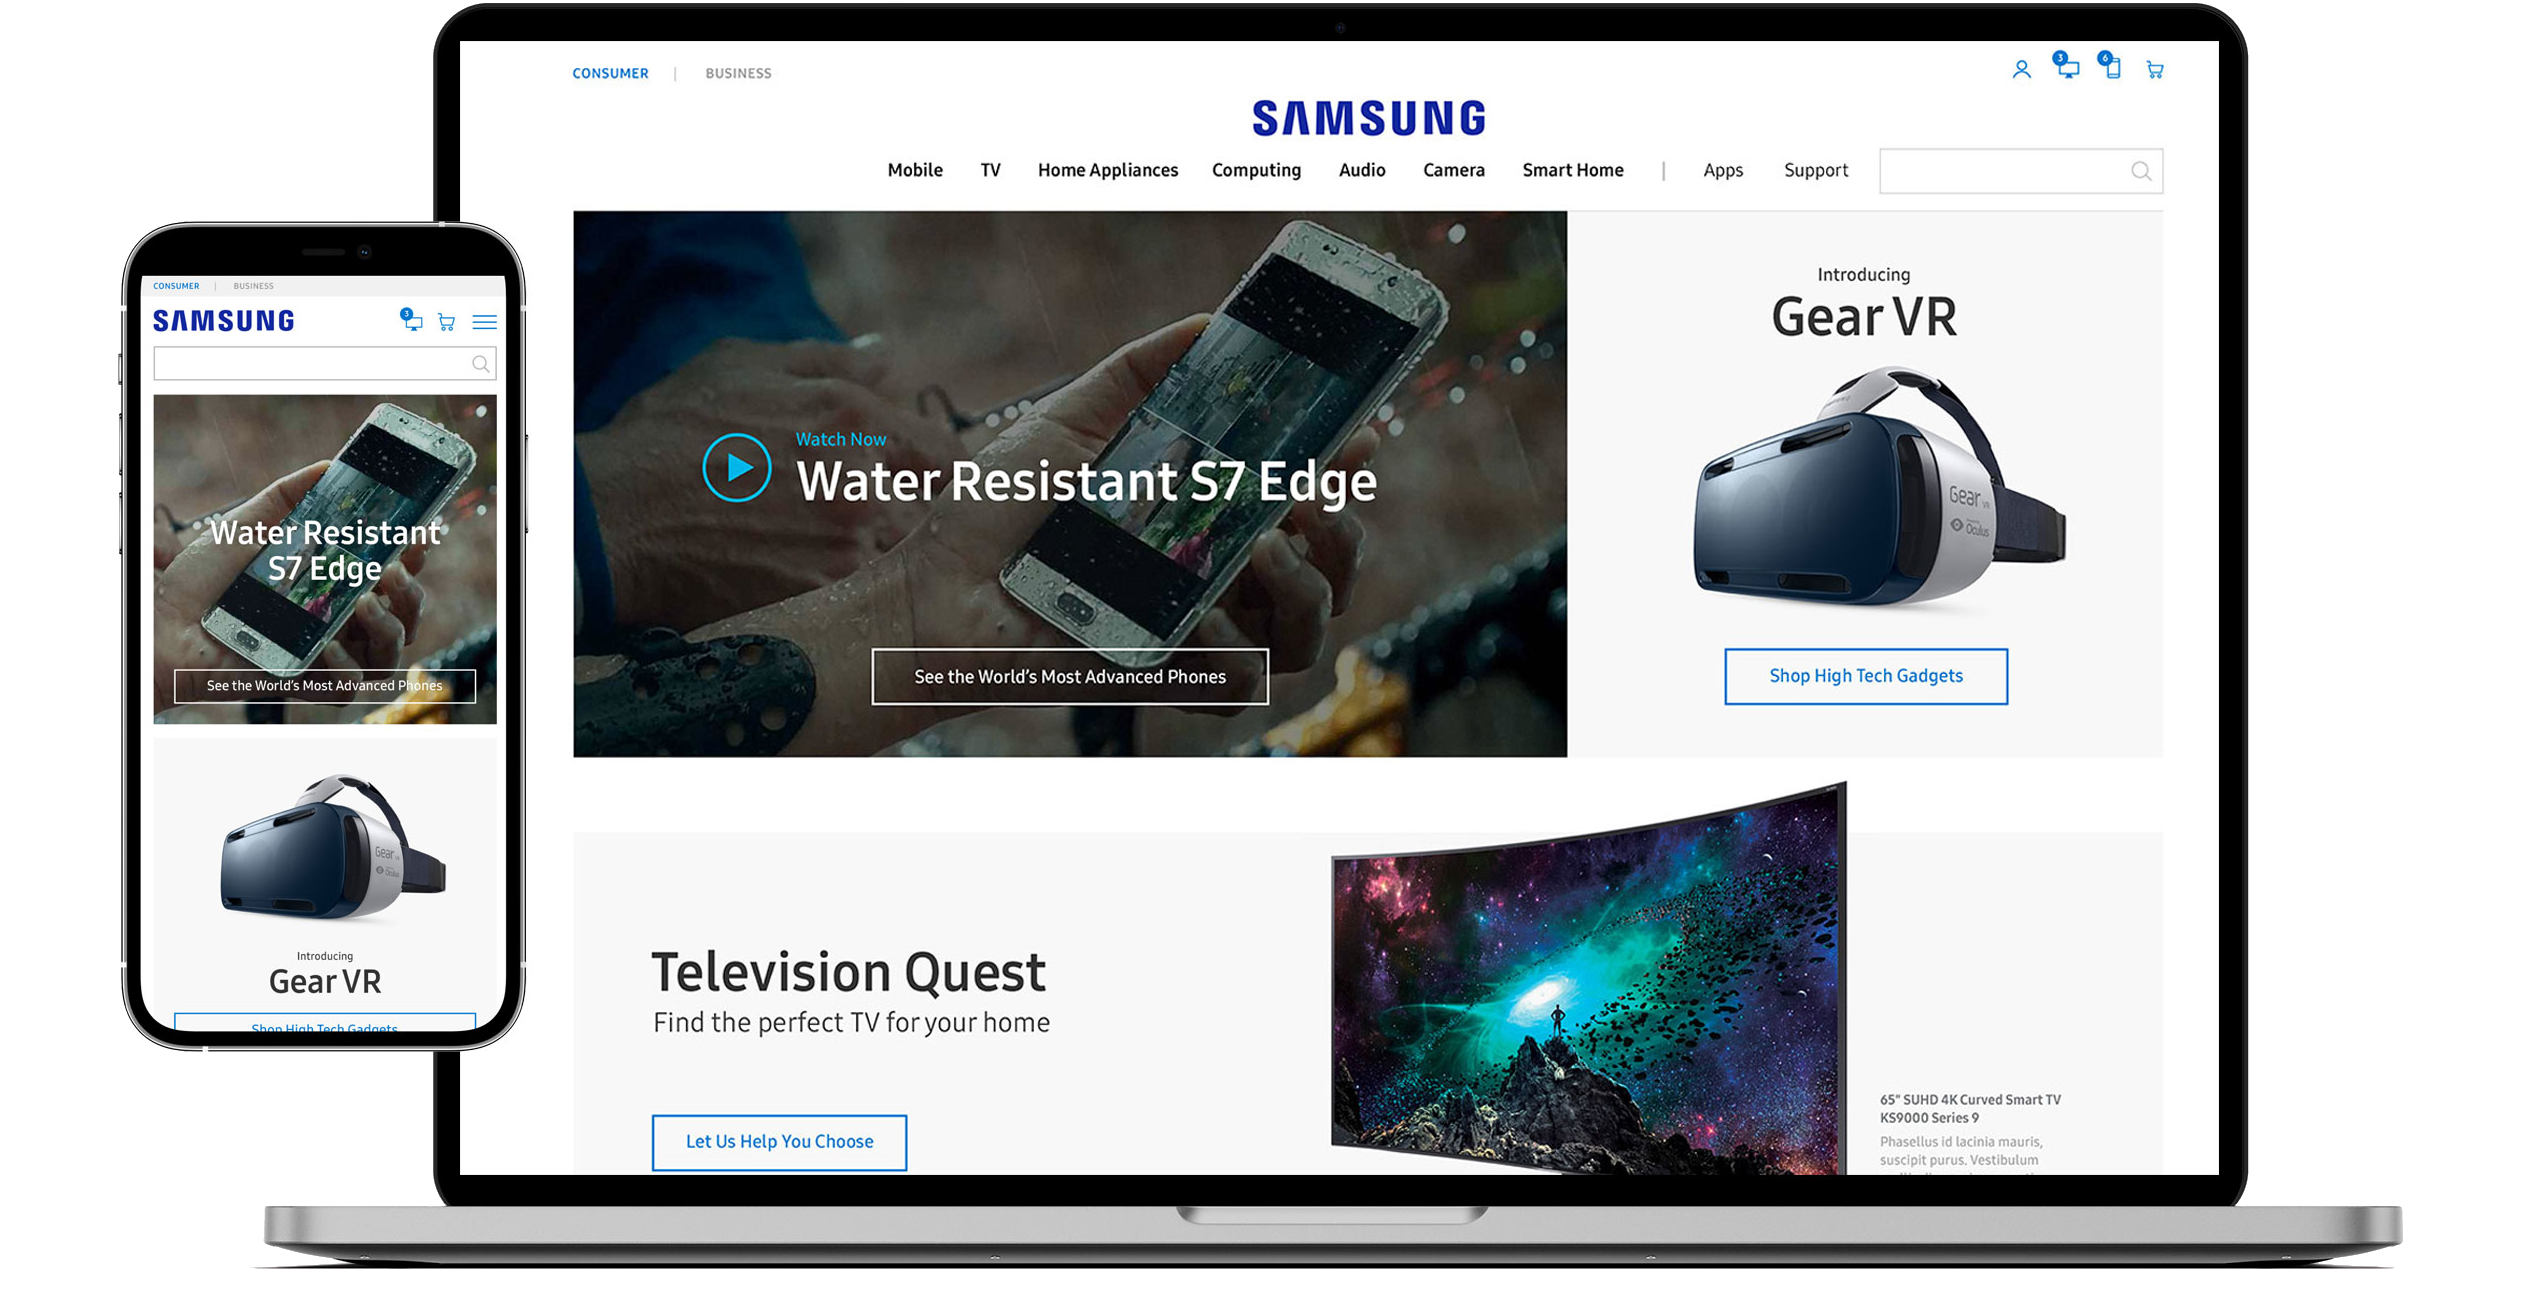 CONSUMER | BUSINESS
3
6
SAMSUNG
Mobile TV Home Appliances Computing Audio Camera Smart Home | Apps Support
Watch Now
Water Resistant S7 Edge
See the World's Most Advanced Phones
Introducing
Gear VR
Gear VR
Oculus
Shop High Tech Gadgets
Television Quest
Find the perfect TV for your home
Let Us Help You Choose
65" SUHD 4K Curved Smart TV
KS9000 Series 9
Phasellus id lacinia mauris,
suscipit purus. Vestibulum
CONSUMER | BUSINESS
SAMSUNG
3
Water Resistant
S7 Edge
See the World's Most Advanced Phones
Gear
Oculus
Introducing
Gear VR
Shop High Tech Gadgets